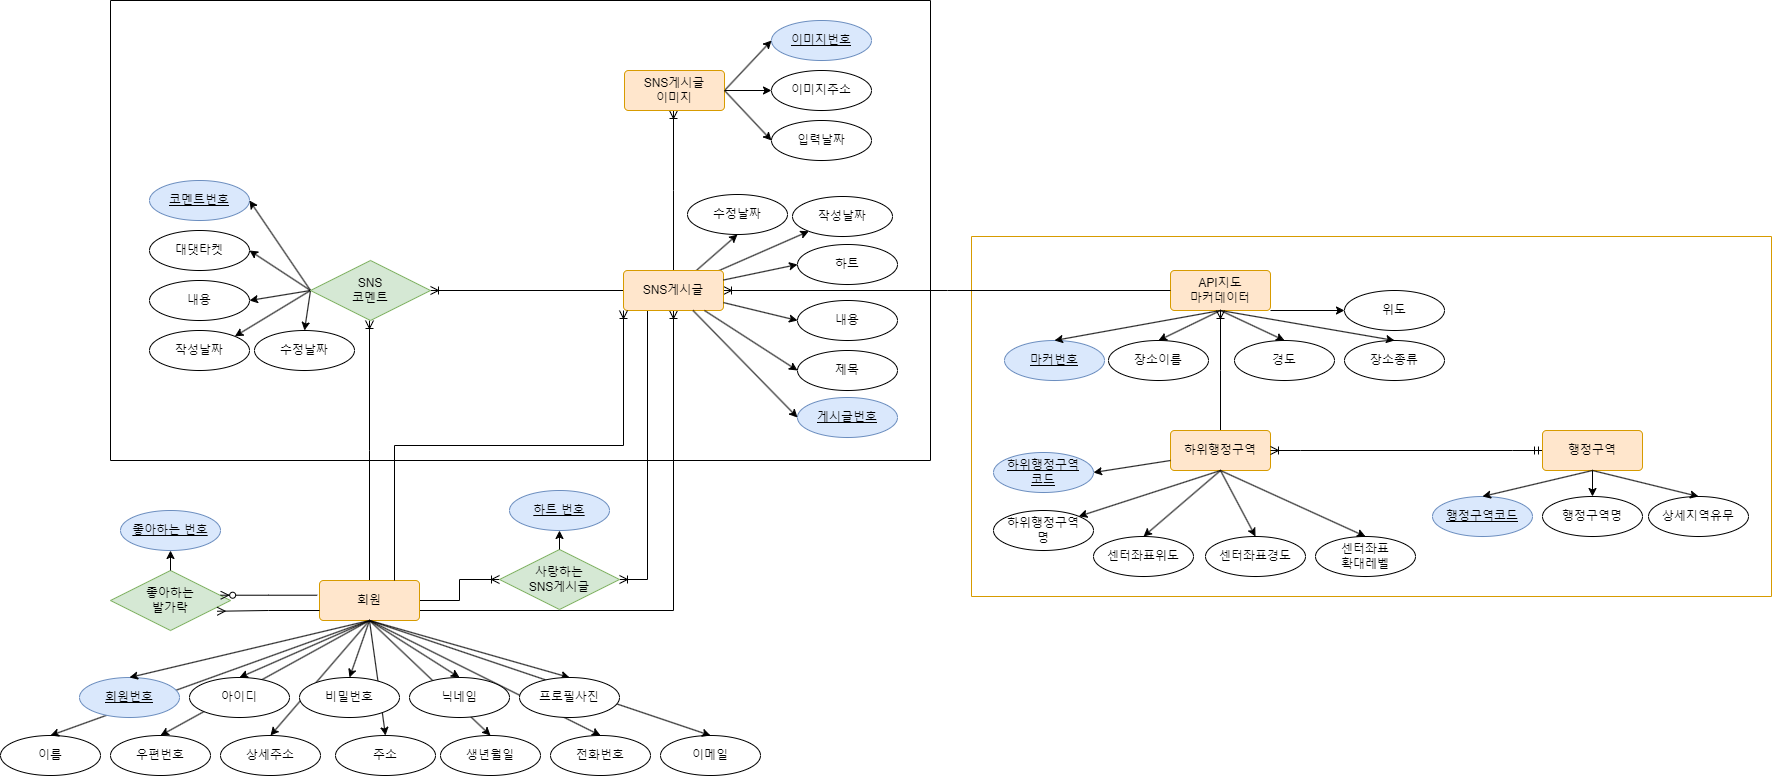 이미지번호
SNS게시글
이미지
이미지주소
입력날짜
코멘트번호
대댓타켓
내용
작성날짜
수정날짜
SNS
코멘트
수정날짜
작성날짜
하트
SNS게시글
내용
제목
게시글번호
API지도
마커데이터
위도
마커번호
장소이름
경도
장소종류
하위행정구역
행정구역
하위행정구역
코드
하위행정구역
명
센터좌표위도
센터좌표경도
센터좌표
확대레벨
행정구역코드
행정구역명
상세지역유무
좋아하는 번호
하트 번호
좋아하는
발가락
회원
사랑하는
SNS게시글
회원번호
아이디
비밀번호
닉네임
프로필사진
이름
우편번호
상세주소
주소
생년월일
전화번호
이메일